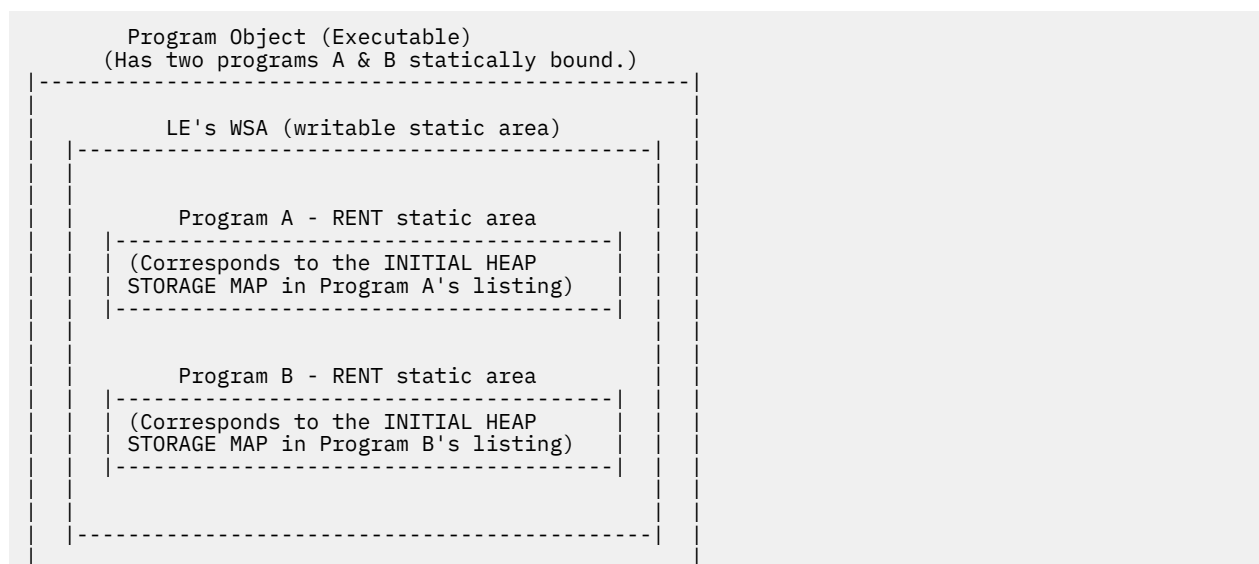 Program Object (Executable)
(Has two programs A & B statically bound.)
LE's WSA (writable static area)
Program A - RENT static area
(Corresponds to the INITIAL HEAP
STORAGE MAP in Program A's listing)
Program B - RENT static area
(Corresponds to the INITIAL HEAP
STORAGE MAP in Program B's listing)